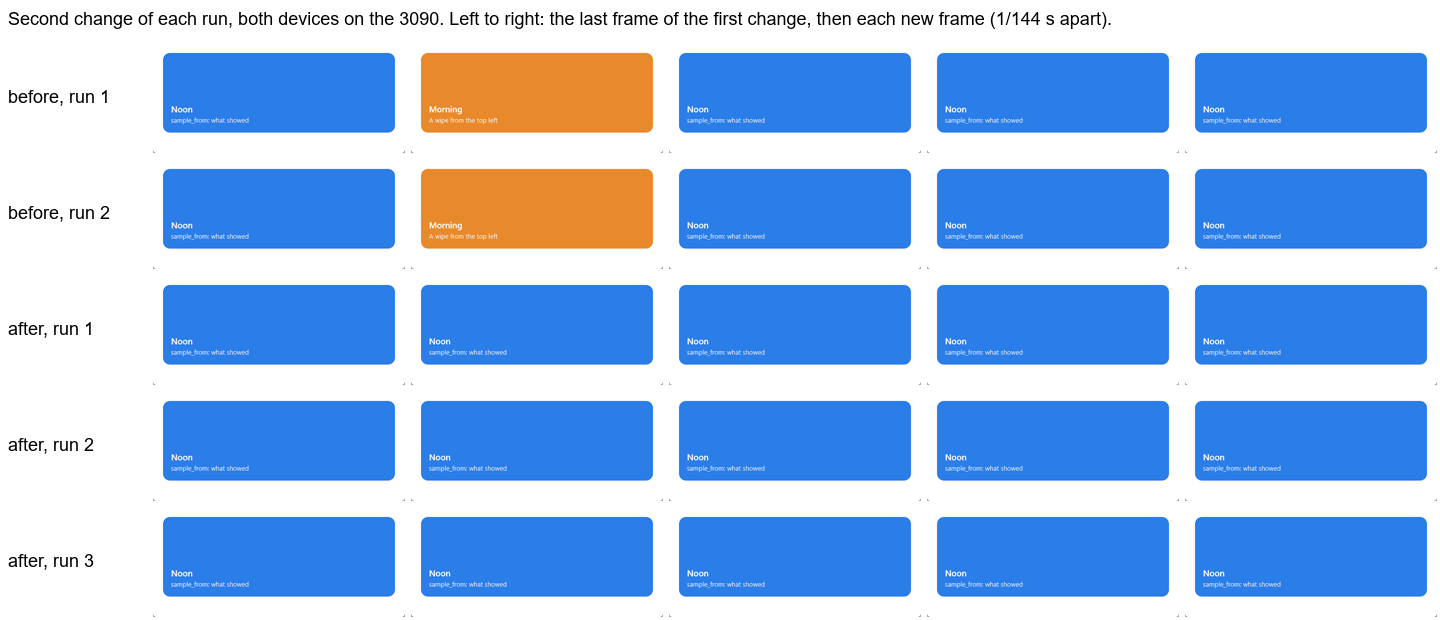 Second change of each run, both devices on the 3090. Left to right: the last frame of the first change, then each new frame (1/144 s apart).
before, run 1
Noon
sample_from: what showed
Morning
A wipe from the top left
Noon
sample_from: what showed
Noon
sample_from: what showed
Noon
sample_from: what showed
before, run 2
Noon
sample_from: what showed
Morning
A wipe from the top left
Noon
sample_from: what showed
Noon
sample_from: what showed
Noon
sample_from: what showed
after, run 1
Noon
sample_from: what showed
Noon
sample_from: what showed
Noon
sample_from: what showed
Noon
sample_from: what showed
Noon
sample_from: what showed
after, run 2
Noon
sample_from: what showed
Noon
sample_from: what showed
Noon
sample_from: what showed
Noon
sample_from: what showed
Noon
sample_from: what showed
after, run 3
Noon
sample_from: what showed
Noon
sample_from: what showed
Noon
sample_from: what showed
Noon
sample_from: what showed
Noon
sample_from: what showed